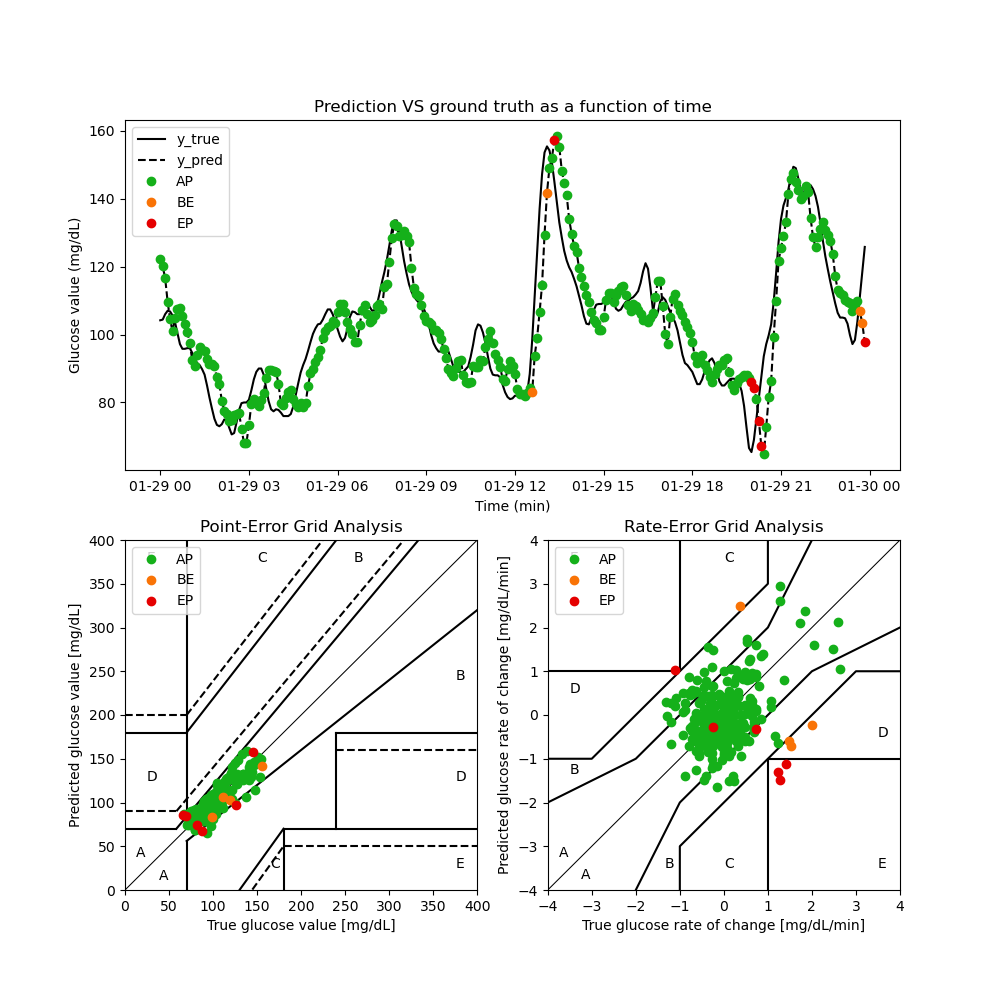 Prediction VS ground truth as a function of time
Glucose value (mg/dL)
160
140
120
100
80
y_true
y_pred
AP
BE
EP
01-29 00 01-29 03 01-29 06 01-29 09 01-29 12 01-29 15 01-29 18 01-29 21 01-30 00
Time (min)
Point-Error Grid Analysis
Predicted glucose value [mg/dL]
400
350
300
250
200
150
100
50
0
AP
BE
EP
C
B
B
D
D
A
A
C
E
0 50 100 150 200 250 300 350 400
True glucose value [mg/dL]
Rate-Error Grid Analysis
Predicted glucose rate of change [mg/dL/min]
4
3
2
1
0
−1
−2
−3
−4
AP
BE
EP
C
D
D
B
A
A
B
C
E
−4 −3 −2 −1 0 1 2 3 4
True glucose rate of change [mg/dL/min]